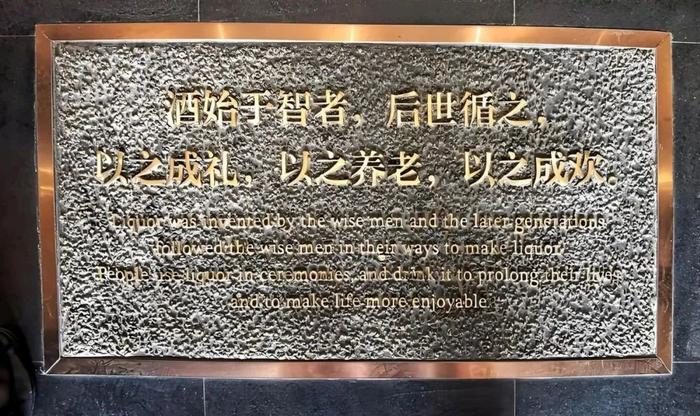 酒始于智者，后世循之，
以之成礼，以之养老，以之成欢。
Liquor was invented by the wise men and the later generations
followed the wise men in their ways to make liquor.
People use liquor in ceremonies, and drink it to prolong their lives
and to make life more enjoyable.